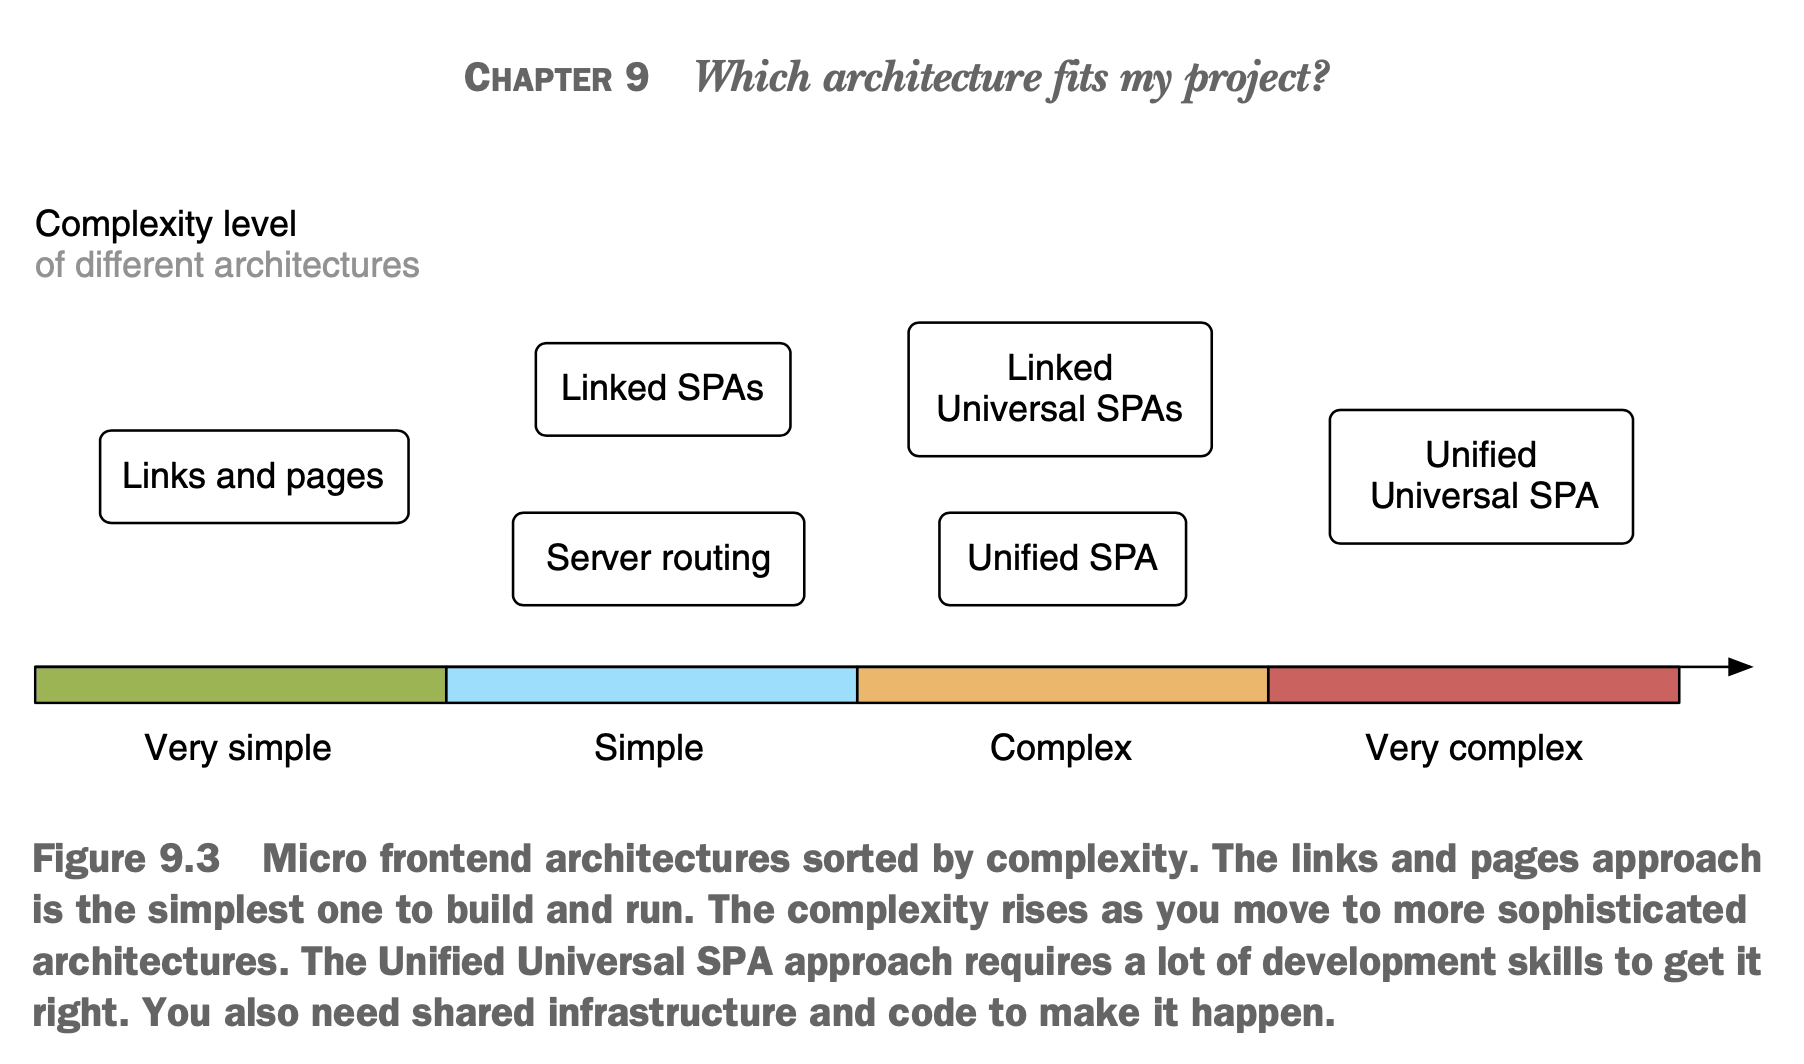 CHAPTER 9 Which architecture fits my project?
Complexity level
of different architectures
Links and pages
Linked SPAs
Server routing
Linked
Universal SPAs
Unified SPA
Unified
Universal SPA
Very simple
Simple
Complex
Very complex
Figure 9.3 Micro frontend architectures sorted by complexity. The links and pages approach
is the simplest one to build and run. The complexity rises as you move to more sophisticated
architectures. The Unified Universal SPA approach requires a lot of development skills to get it
right. You also need shared infrastructure and code to make it happen.